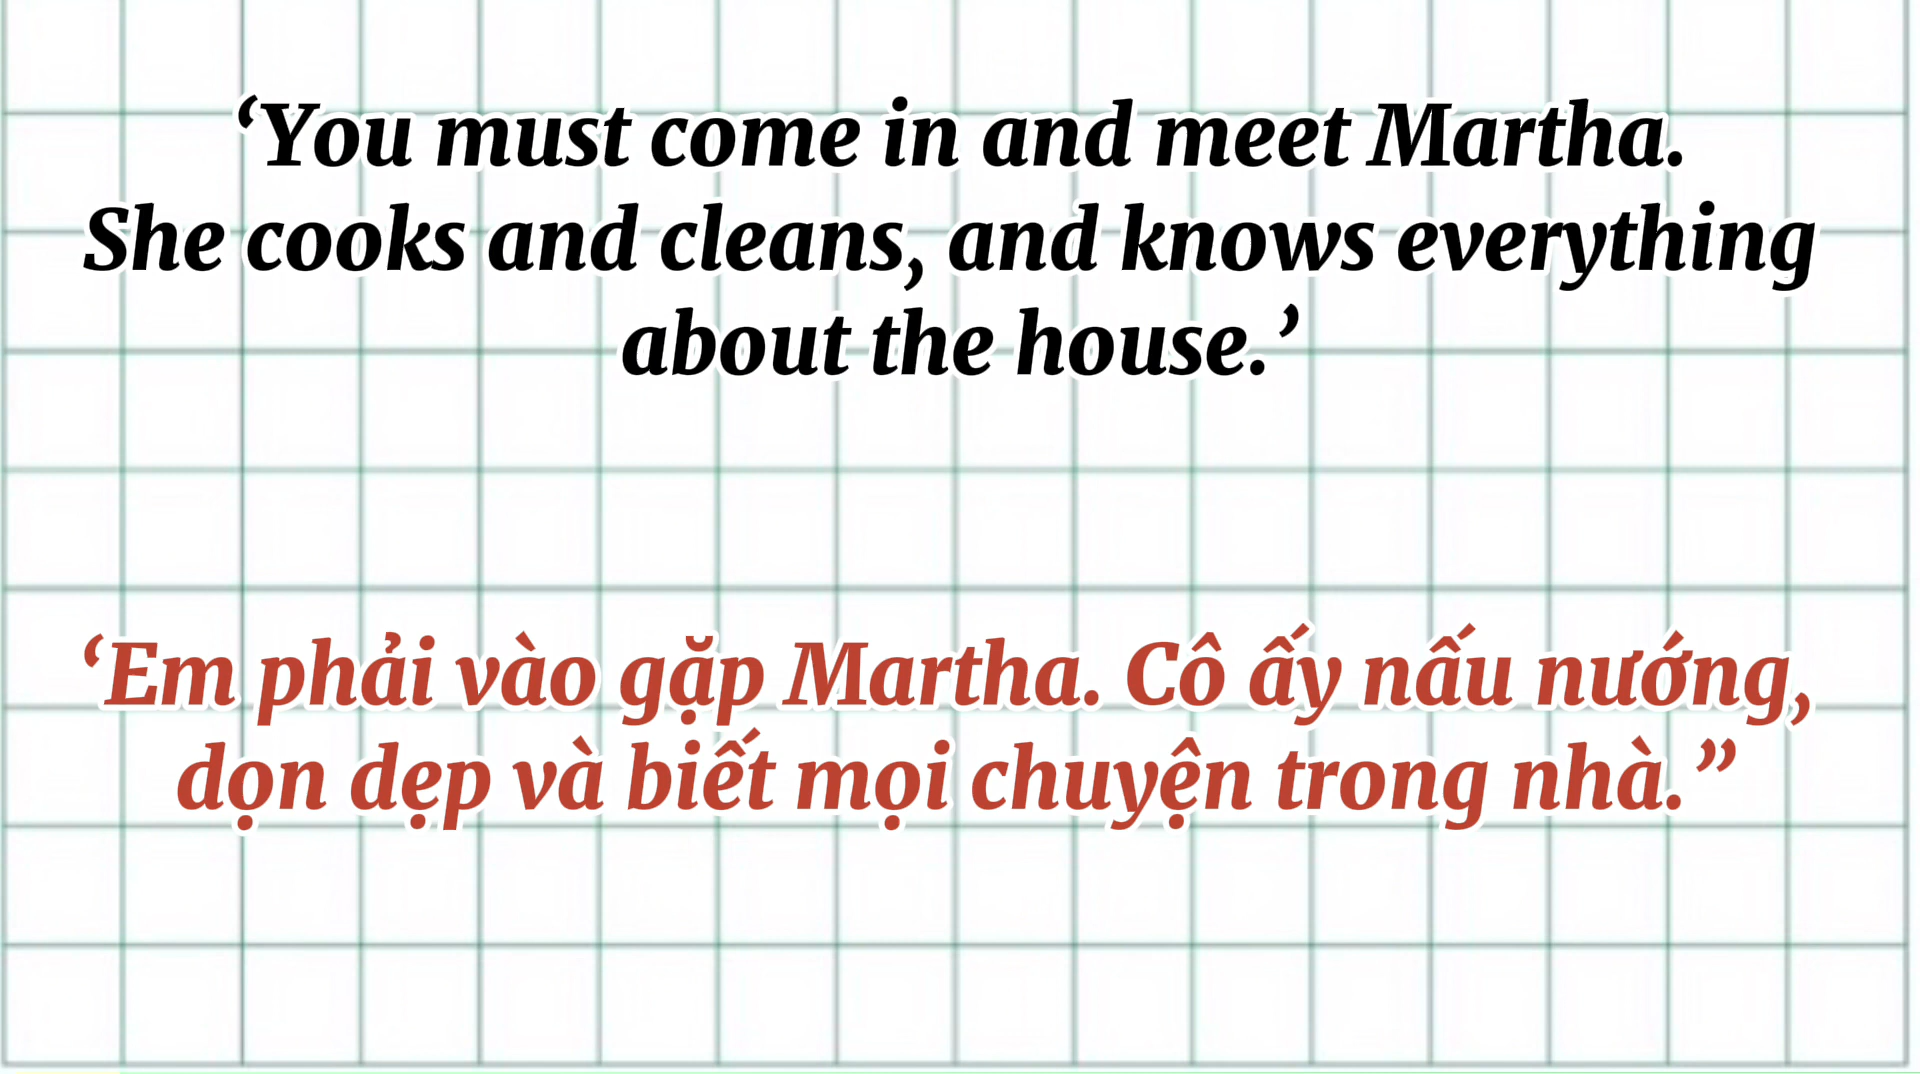 ‘You must come in and meet Martha.
She cooks and cleans, and knows everything
about the house.’
‘Em phải vào gặp Martha. Cô ấy nấu nướng,
dọn dẹp và biết mọi chuyện trong nhà.”